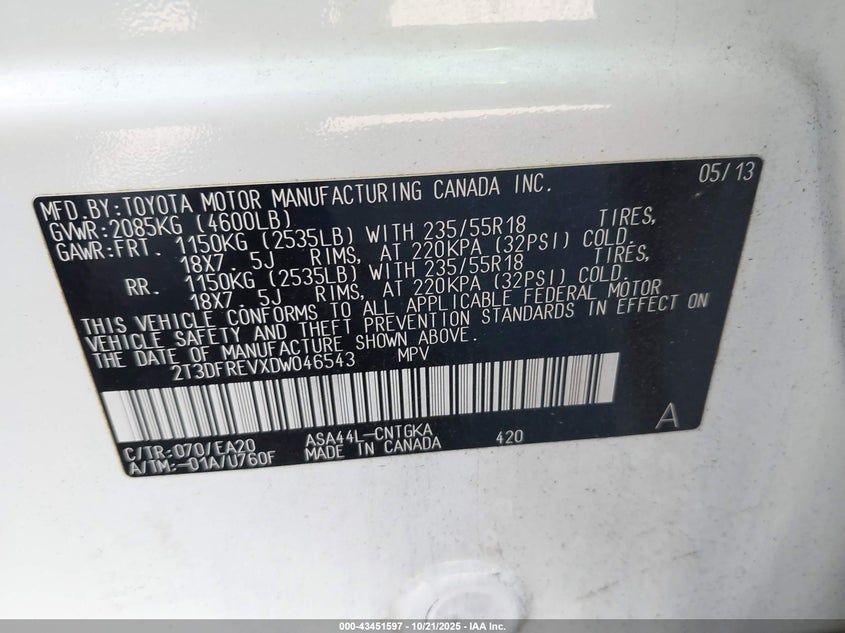 05/13
MFD.BY:TOYOTA MOTOR MANUFACTURING CANADA INC.
GVWR:2085KG (4600LB)
GAWR:FRT. 1150KG (2535LB) WITH 235/55R18 TIRES,
18X7.5J RIMS, AT 220KPA (32PSI) COLD.
RR. 1150KG (2535LB) WITH 235/55R18 TIRES,
18X7.5J RIMS, AT 220KPA (32PSI) COLD.
THIS VEHICLE CONFORMS TO ALL APPLICABLE FEDERAL MOTOR
VEHICLE SAFETY AND THEFT PREVENTION STANDARDS IN EFFECT ON
THE DATE OF MANUFACTURE SHOWN ABOVE.
2T3DFREVXDW046543 MPV
A
C/TR:070/EA20 ASA44L-CNTGKA 420
A/TM:-01A/U760F MADE IN CANADA
000-43451597 - 10/21/2025 - IAA Inc.